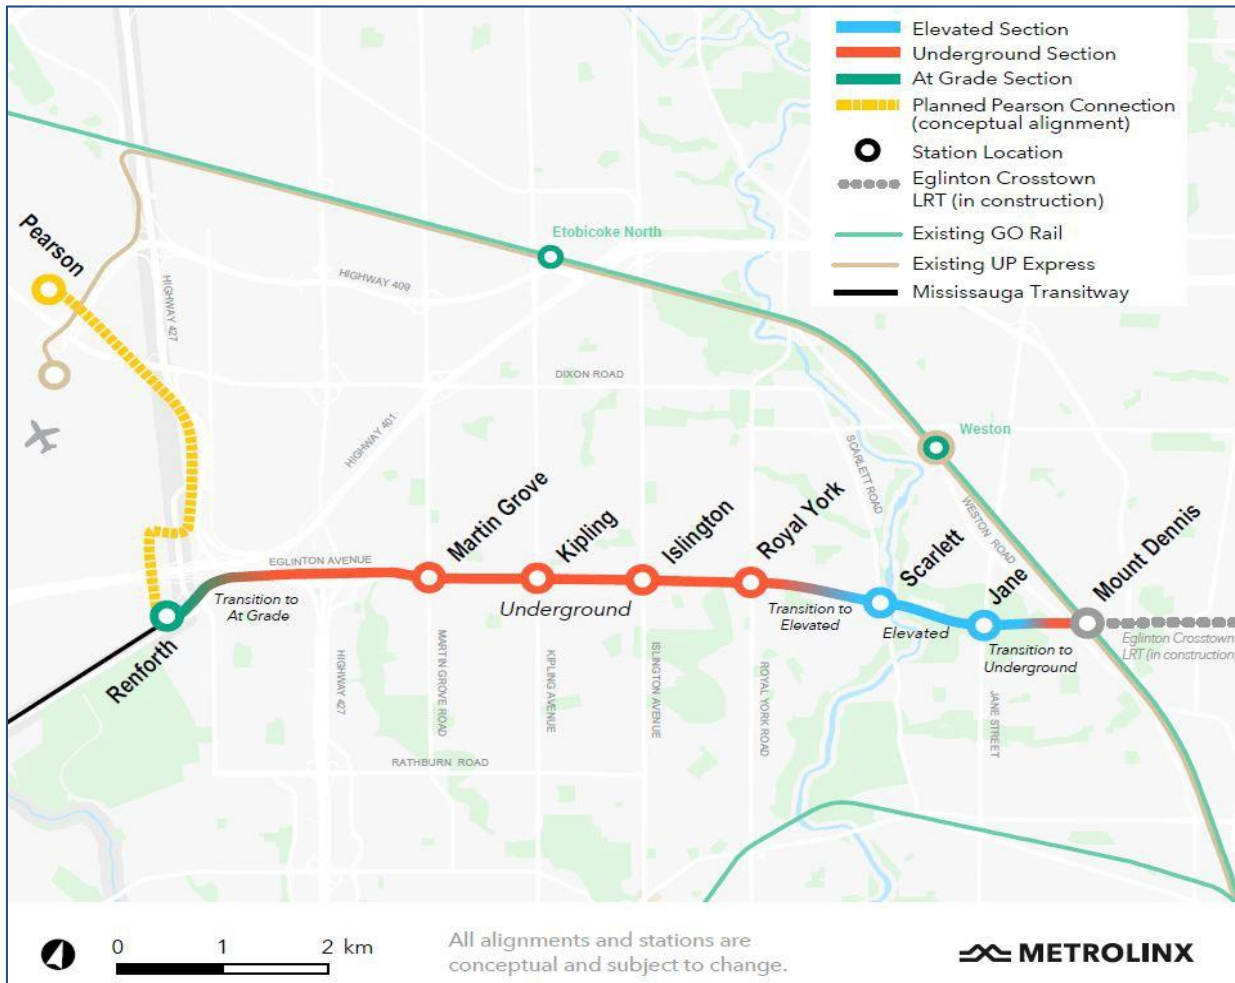 Elevated Section
Underground Section
At Grade Section
Planned Pearson Connection
(conceptual alignment)
Station Location
Eglinton Crosstown
LRT (in construction)
Existing GO Rail
Existing UP Express
Mississauga Transitway
Pearson
HIGHWAY 427
HIGHWAY 409
Etobicoke North
DIXON ROAD
HIGHWAY 401
SCARLETT ROAD
Weston
WESTON ROAD
EGLINTON AVENUE
Martin Grove
Kipling
Islington
Royal York
Scarlett
Jane
Mount Dennis
Renforth
Transition to
At Grade
Underground
Transition to
Elevated
Elevated
Transition to
Underground
Eglinton Crosstown
LRT (in construction)
HIGHWAY 427
MARTIN GROVE ROAD
KIPLING AVENUE
ISLINGTON AVENUE
ROYAL YORK ROAD
JANE STREET
RATHBURN ROAD
0 1 2 km
All alignments and stations are
conceptual and subject to change.
METROLINX